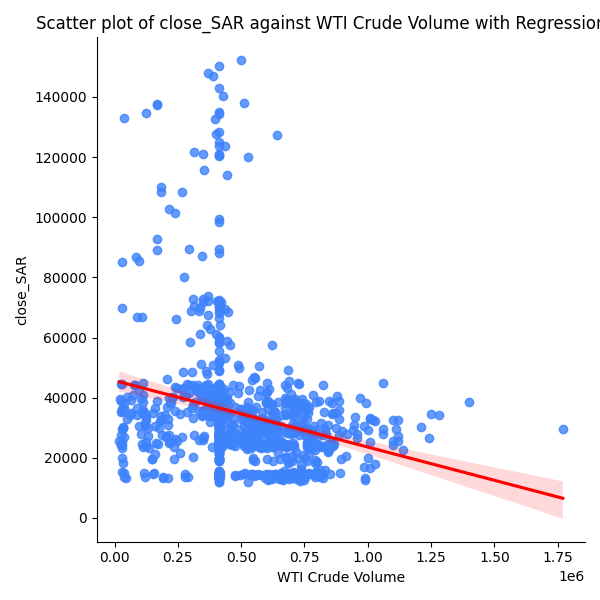 Scatter plot of close_SAR against WTI Crude Volume with Regression
140000
120000
100000
80000
60000
40000
20000
0
close_SAR
0.00 0.25 0.50 0.75 1.00 1.25 1.50 1.75
1e6
WTI Crude Volume